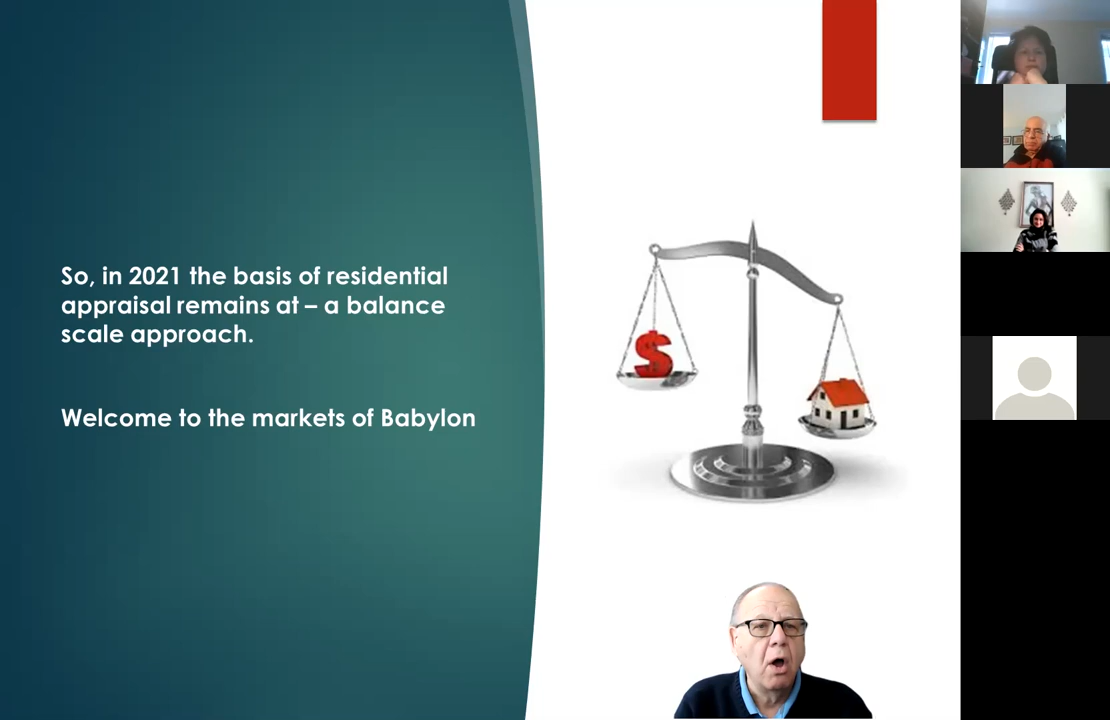 So, in 2021 the basis of residential
appraisal remains at – a balance
scale approach.
Welcome to the markets of Babylon